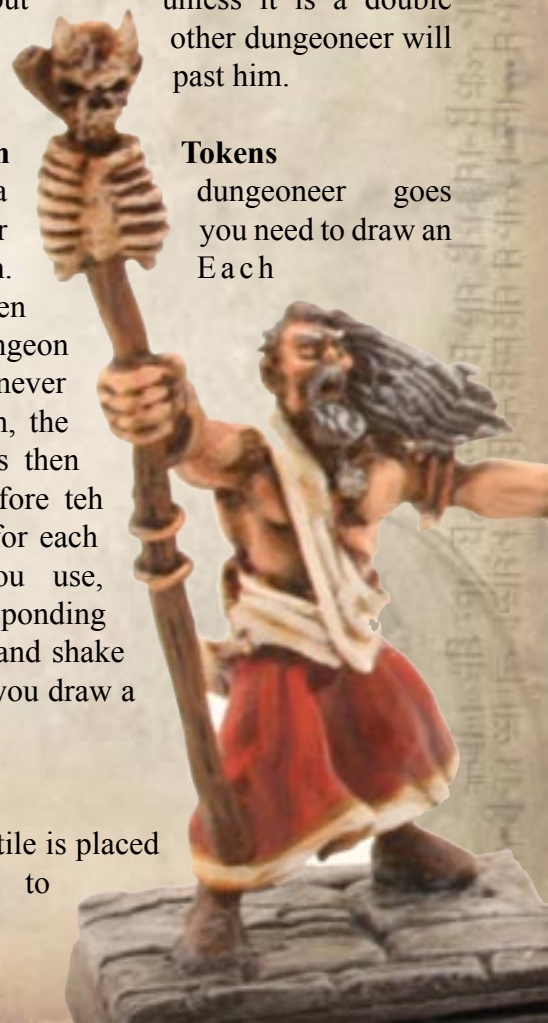 out unless it is a double
other dungeoneer will
past him.
n Tokens
a dungeoneer goes
r you need to draw an
n. Each
en
ngeon
never
n, the
s then
fore teh
for each
ou use,
ponding
and shake
you draw a
tile is placed
to